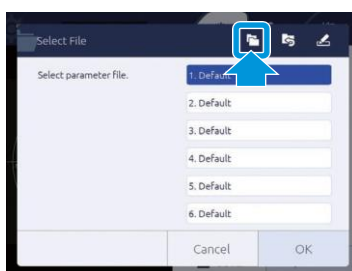 Select File
Select parameter file.
1. Default
2. Default
3. Default
4. Default
5. Default
6. Default
Cancel
OK